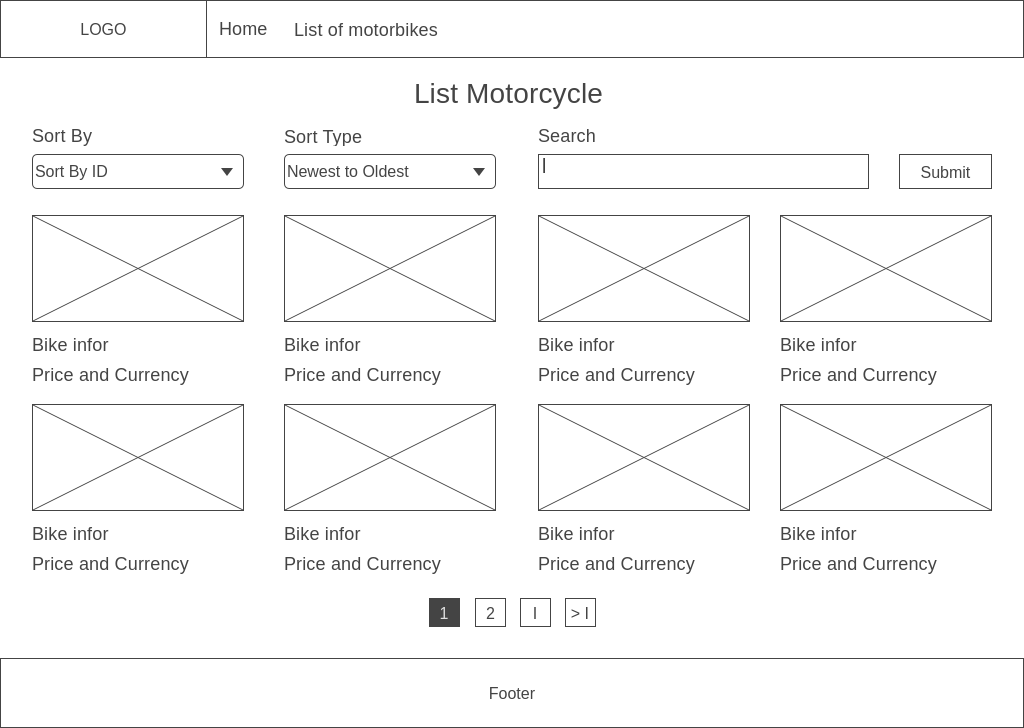 LOGO Home List of motorbikes
List Motorcycle
Sort By Sort Type Search
Sort By ID Newest to Oldest | Submit
Bike infor Bike infor Bike infor Bike infor
Price and Currency Price and Currency Price and Currency Price and Currency
Bike infor Bike infor Bike infor Bike infor
Price and Currency Price and Currency Price and Currency Price and Currency
1 2 I > I
Footer